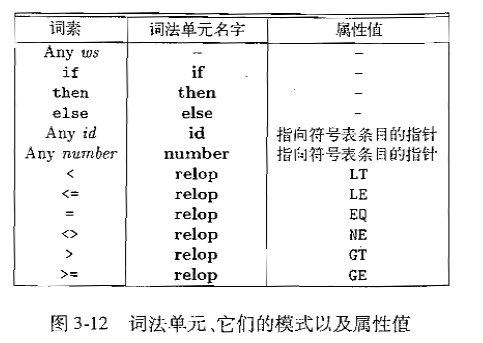 词素 词法单元名字 属性值
Any ws – –
if if –
then then –
else else –
Any id id 指向符号表条目的指针
Any number number 指向符号表条目的指针
< relop LT
<= relop LE
= relop EQ
<> relop NE
> relop GT
>= relop GE
图 3-12 词法单元、它们的模式以及属性值